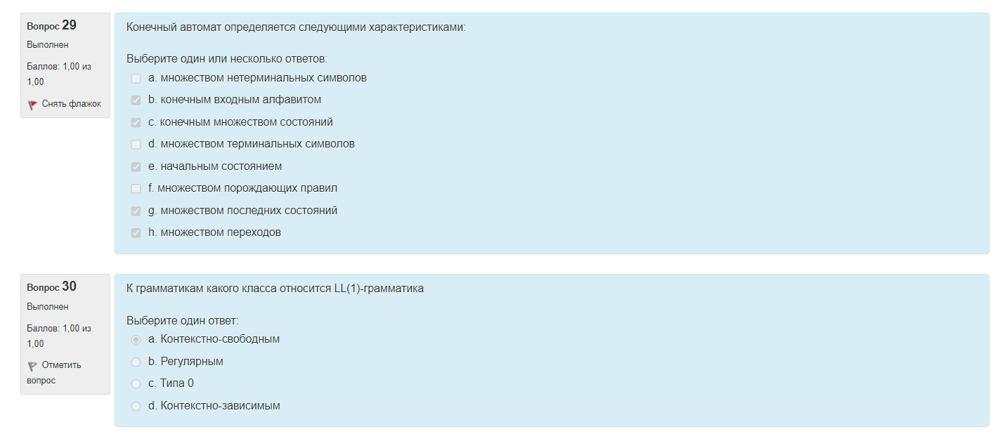 Вопрос 29
Выполнен
Баллов: 1,00 из
1,00
Снять флажок
Конечный автомат определяется следующими характеристиками:
Выберите один или несколько ответов:
a. множеством нетерминальных символов
b. конечным входным алфавитом
c. конечным множеством состояний
d. множеством терминальных символов
e. начальным состоянием
f. множеством порождающих правил
g. множеством последних состояний
h. множеством переходов
Вопрос 30
Выполнен
Баллов: 1,00 из
1,00
Отметить
вопрос
К грамматикам какого класса относится LL(1)-грамматика
Выберите один ответ:
a. Контекстно-свободным
b. Регулярным
c. Типа 0
d. Контекстно-зависимым